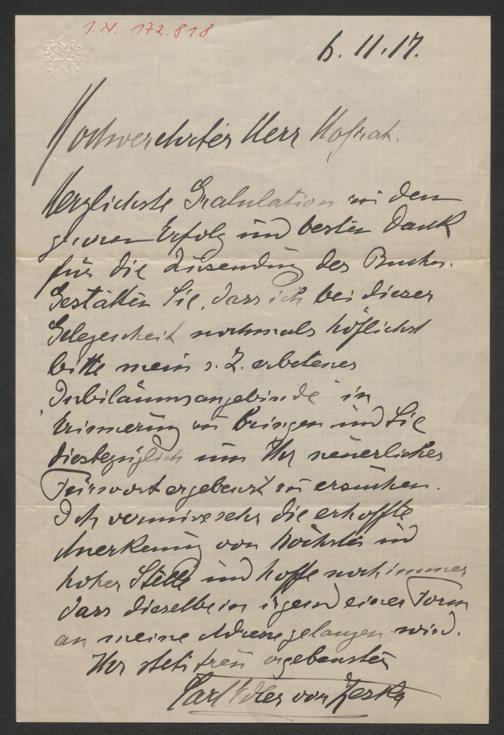 I.N. 172.818
6.11.17.
Hochverehrter Herr Hofrat.
Herzlichste Gratulation zu dem
grossen Erfolg und besten Dank
für die Zusendung des Buches.
Gestatten Sie, dass ich bei dieser
Gelegenheit nochmals höflichst
bitte mein s. Z. erbetenes
"Jubiläumsangebinde" in
Erinnerung zu bringen und Sie
diesbezüglich um Ihr neuerliches
Fürwort ergebenst zu ersuchen.
Ich vermisse sehr die erhoffte
Anerkennung von höchster und
hoher Stelle und hoffe noch immer
dass dieselbe in irgend einer Form
an meine Adresse gelangen wird.
Ihr stets treu ergebenster
Carl Edler von Zeska